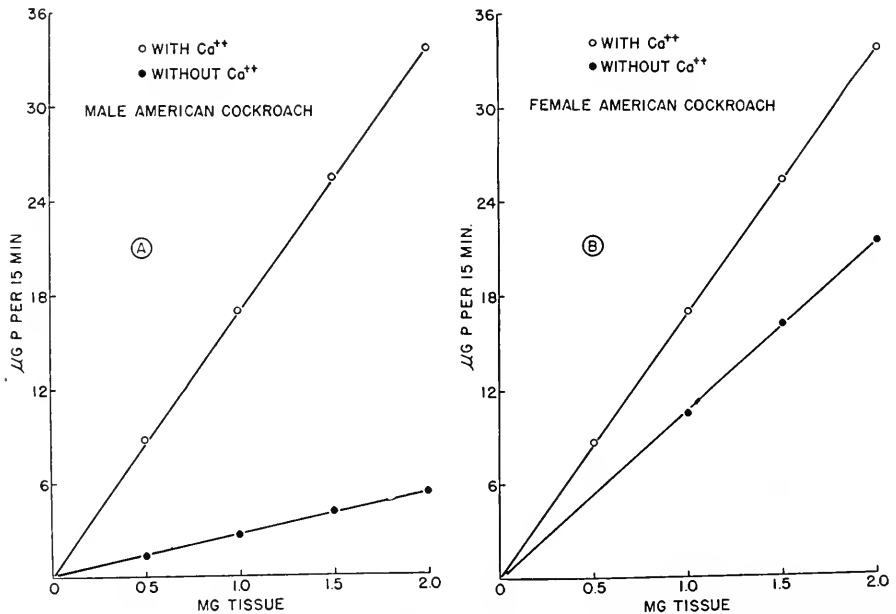 36
30
24
18
12
6
μG P PER 15 MIN
○ WITH Ca++
● WITHOUT Ca++
MALE AMERICAN COCKROACH
A
0 0.5 1.0 1.5 2.0
MG TISSUE
36
30
24
18
12
6
μG P PER 15 MIN.
○ WITH Ca++
● WITHOUT Ca++
FEMALE AMERICAN COCKROACH
B
0 0.5 1.0 1.5 2.0
MG TISSUE